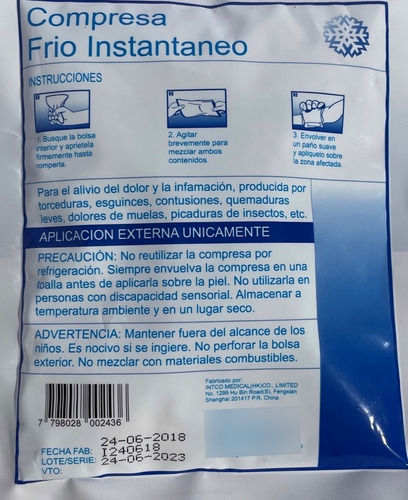 Compresa
Frio Instantaneo
INSTRUCCIONES
1. Busque la bolsa
interior y aprietela
firmemente hasta
romperla.
2. Agitar
brevemente para
mezclar ambos
contenidos.
3. Envolver en
un paño suave
y apliquelo sobre
la zona afectada.
Para el alivio del dolor y la infamación, producida por
torceduras, esguinces, contusiones, quemaduras
leves, dolores de muelas, picaduras de insectos, etc.
APLICACION EXTERNA UNICAMENTE
PRECAUCIÓN: No reutilizar la compresa por
refrigeración. Siempre envuelva la compresa en una
toalla antes de aplicarla sobre la piel. No utilizarla en
personas con discapacidad sensorial. Almacenar a
temperatura ambiente y en un lugar seco.
ADVERTENCIA: Mantener fuera del alcance de los
niños. Es nocivo si se ingiere. No perforar la bolsa
exterior. No mezclar con materiales combustibles.
7 798028 002436
Fabricado por:
INTCO MEDICAL(HK)CO., LIMITED
No. 1299 Hu Bin Road(S), Fengxian
Shanghai 201417 P.R. China
FECHA FAB: 24-06-2018
LOTE/SERIE: I240618
VTO: 24-06-2023